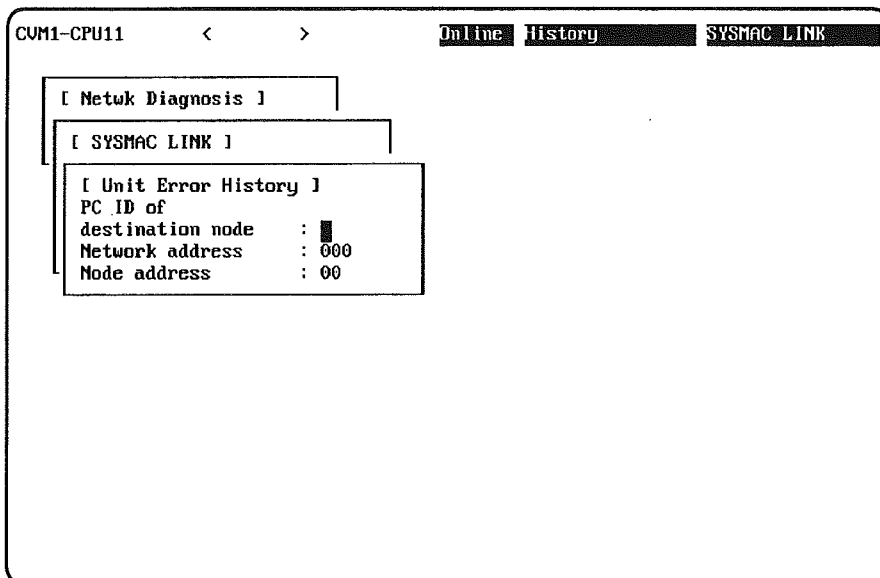 CVM1-CPU11 < > Online History SYSMAC LINK
[ Netwk Diagnosis ]
[ SYSMAC LINK ]
[ Unit Error History ]
PC ID of
destination node :
Network address : 000
Node address : 00